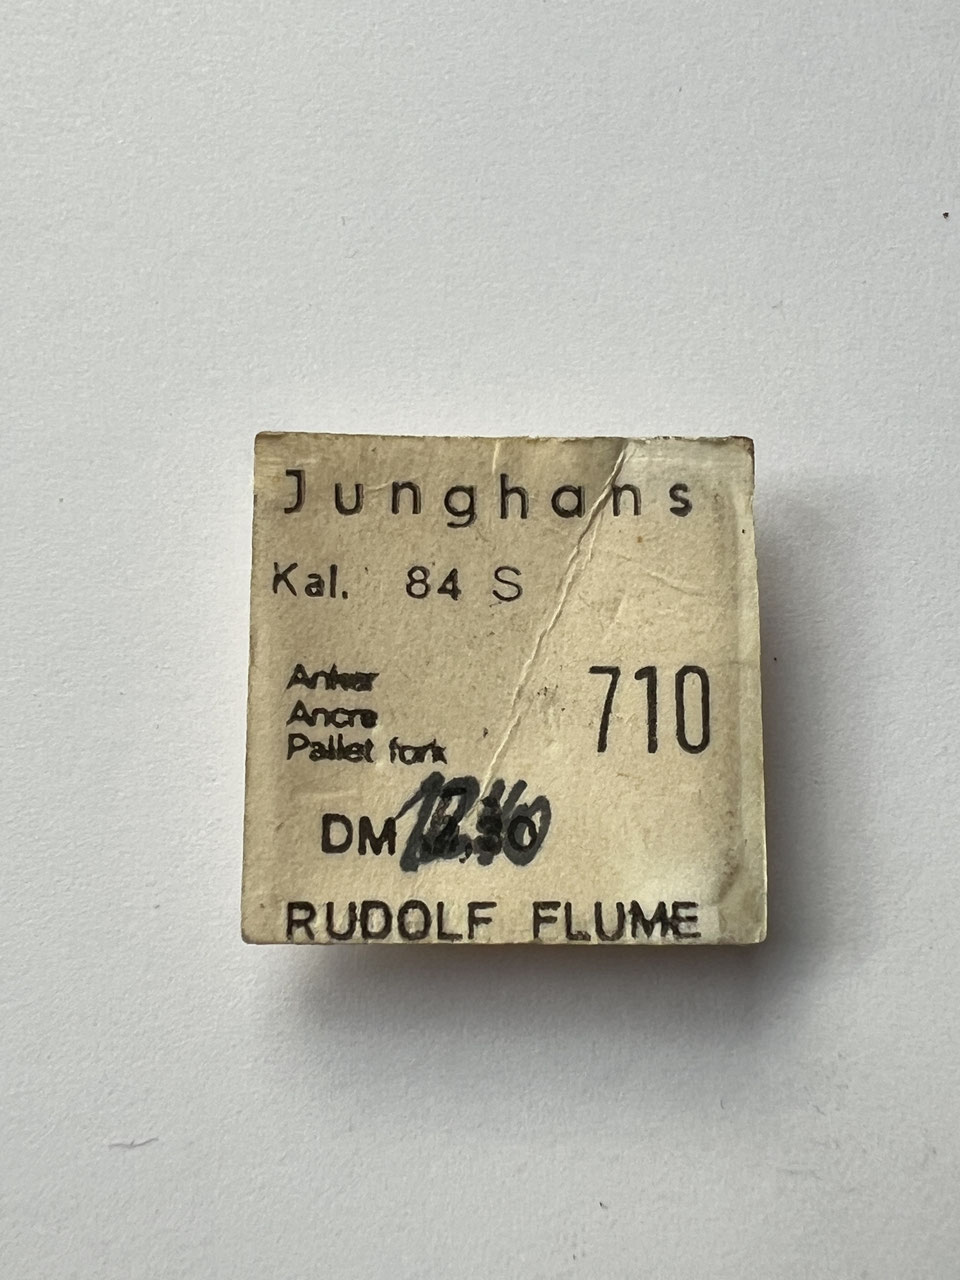 Junghans
Kal. 84 S
Anker
Ancre
Pallet fork
710
DM
RUDOLF FLUME